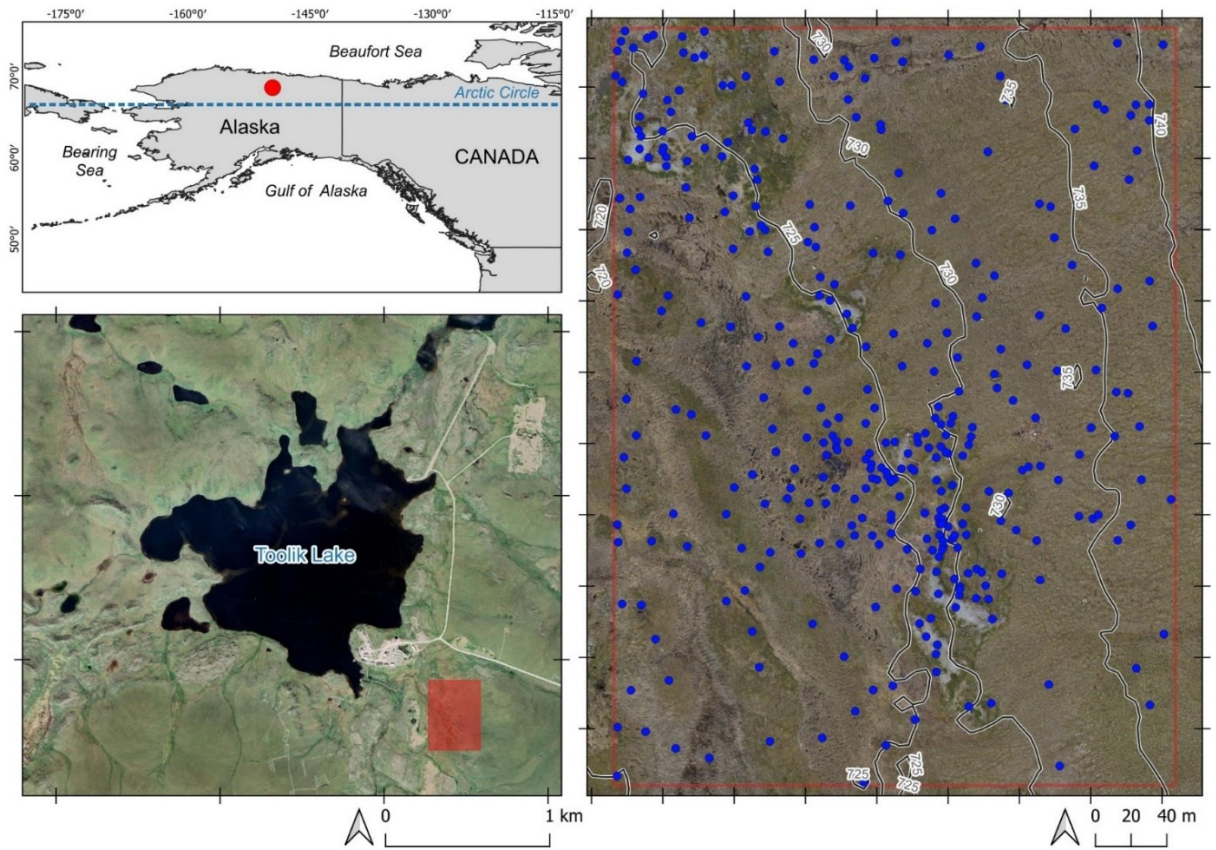 -175°0' -160°0' -145°0' -130°0' -115°0'
70°0'
60°0'
50°0'
Beaufort Sea
Arctic Circle
Alaska
Bearing
Sea
CANADA
Gulf of Alaska
Toolik Lake
0 1 km
730
735
740
730
720
735
725
720
730
735
730
725
725
725
0 20 40 m